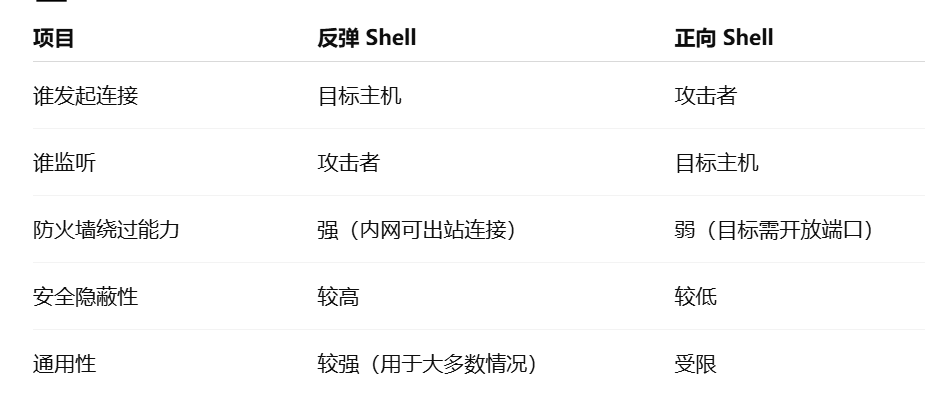 项目 反弹 Shell 正向 Shell
谁发起连接 目标主机 攻击者
谁监听 攻击者 目标主机
防火墙绕过能力 强（内网可出站连接） 弱（目标需开放端口）
安全隐蔽性 较高 较低
通用性 较强（用于大多数情况） 受限